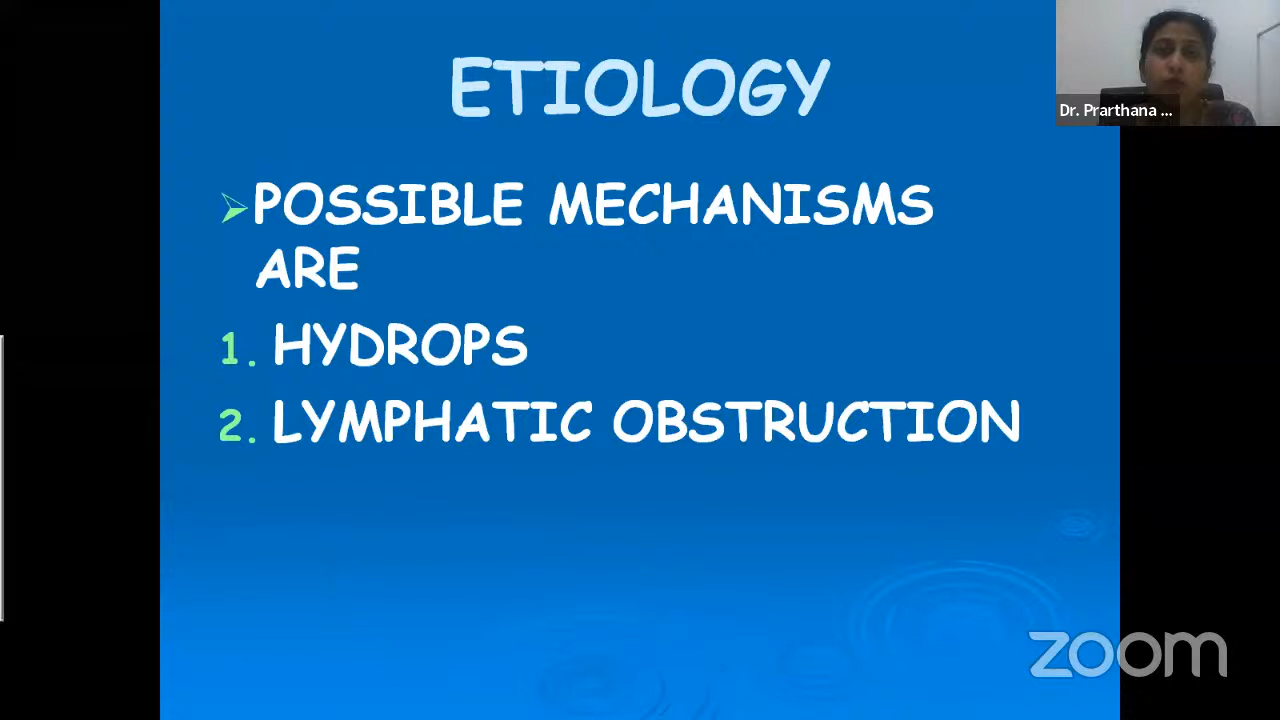 ETIOLOGY
POSSIBLE MECHANISMS
ARE
1. HYDROPS
2. LYMPHATIC OBSTRUCTION
Dr. Prarthana ...
zoom